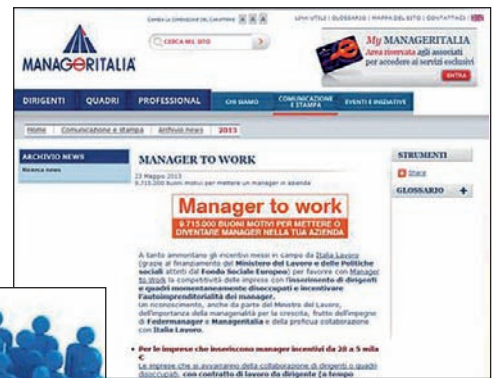 CAMBIA LA DIMENSIONE DEL CARATTERE A A A
LINK UTILI | GLOSSARIO | MAPPA DEL SITO | CONTATTACI |
MANAGERITALIA
CERCA NEL SITO
My MANAGERITALIA
Area riservata agli associati
per accedere ai servizi esclusivi
ENTRA
DIRIGENTI QUADRI PROFESSIONAL CHI SIAMO COMUNICAZIONE E STAMPA EVENTI E INIZIATIVE
Home | Comunicazione e stampa | Archivio news | 2013
ARCHIVIO NEWS
Ricerca news
MANAGER TO WORK
23 Maggio 2013
9.715.000 buoni motivi per mettere un manager in azienda
Manager to work
9.715.000 BUONI MOTIVI PER METTERE O
DIVENTARE MANAGER NELLA TUA AZIENDA
A tanto ammontano gli incentivi messi in campo da Italia Lavoro
(grazie al finanziamento del Ministero del Lavoro e delle Politiche
sociali attinti dal Fondo Sociale Europeo) per favorire con Manager
to Work la competitività delle imprese con l'inserimento di dirigenti
e quadri momentaneamente disoccupati e incentivare
l'autoimprenditorialità dei manager.
Un riconoscimento, anche da parte del Ministro del Lavoro,
dell'importanza della managerialità per la crescita, frutto dell'impegno
di Federmanager e Manageritalia e della proficua collaborazione
con Italia Lavoro.
• Per le imprese che inseriscono manager incentivi da 28 a 5 mila
€
Le imprese che si avvarranno della collaborazione di dirigenti o quadri
disoccupati, con contratto di lavoro da dirigente (a tempo
STRUMENTI
Share
GLOSSARIO +